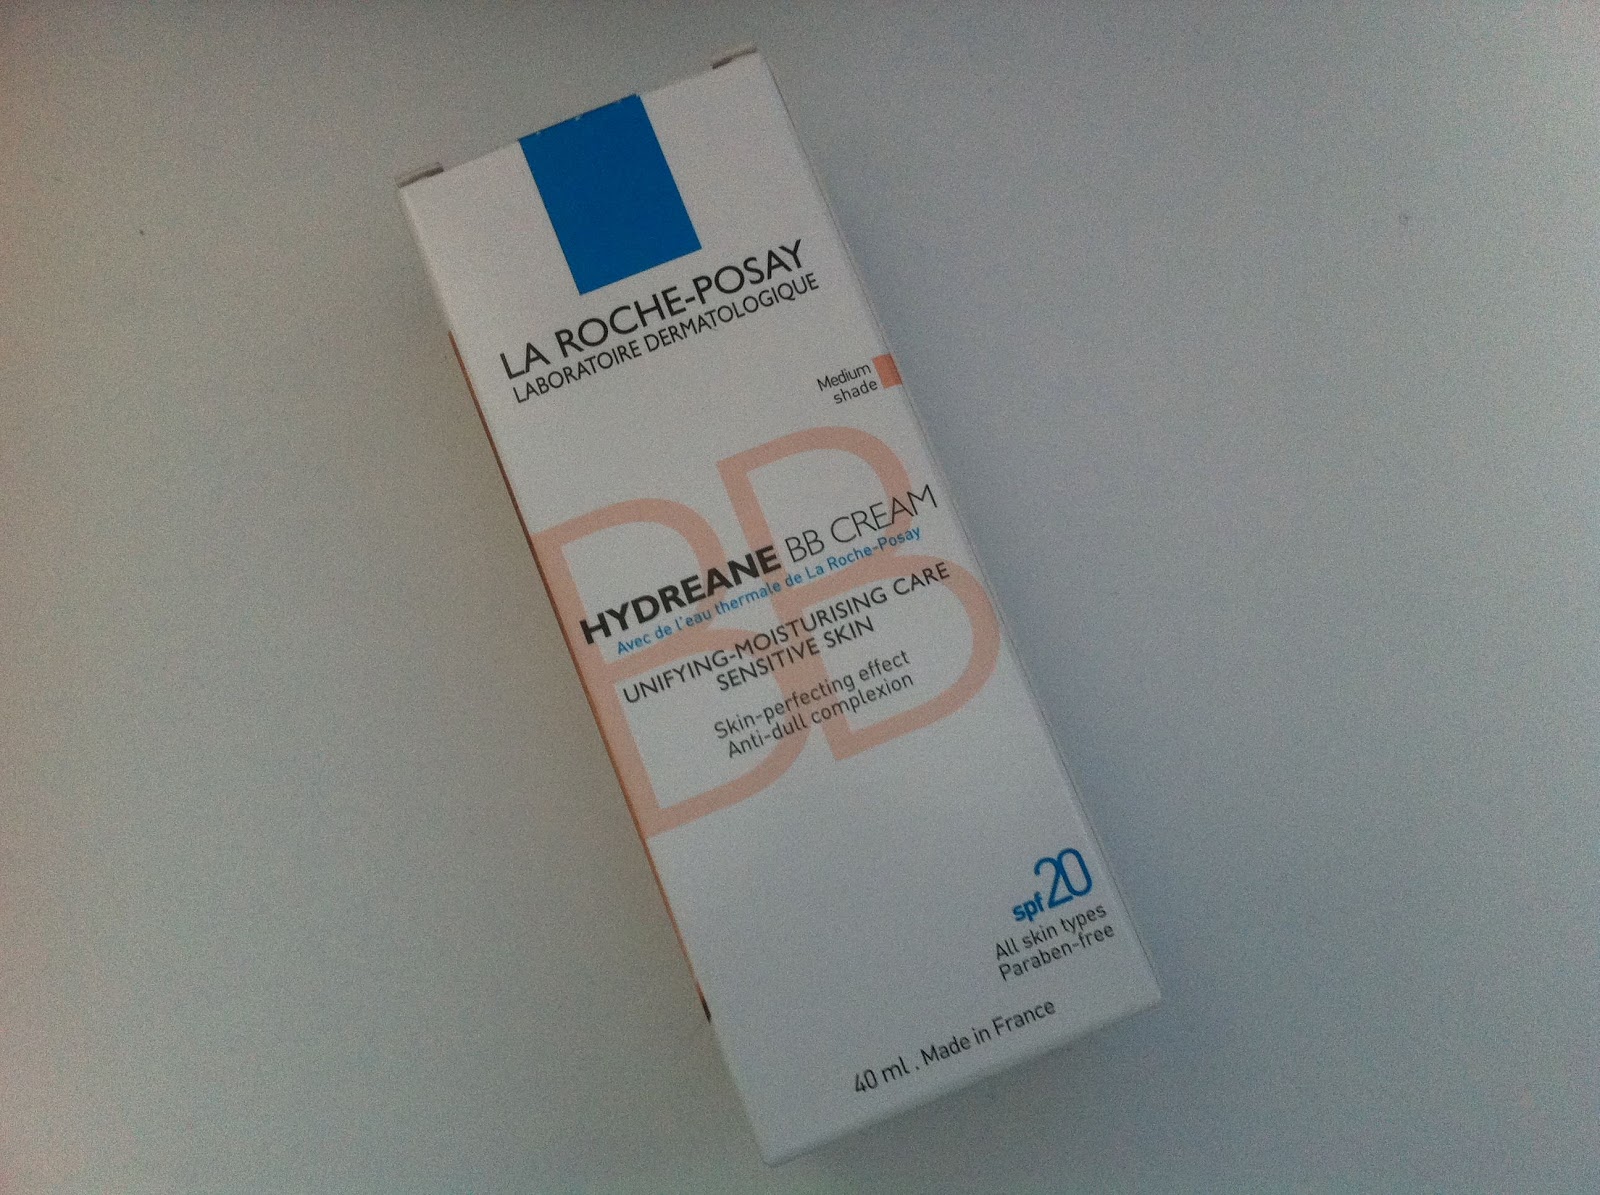 LA ROCHE-POSAY
LABORATOIRE DERMATOLOGIQUE
Medium
shade
BB
HYDREANE BB CREAM
Avec de l'eau thermale de La Roche-Posay
UNIFYING-MOISTURISING CARE
SENSITIVE SKIN
Skin-perfecting effect
Anti-dull complexion
spf20
All skin types
Paraben-free
40 ml . Made in France